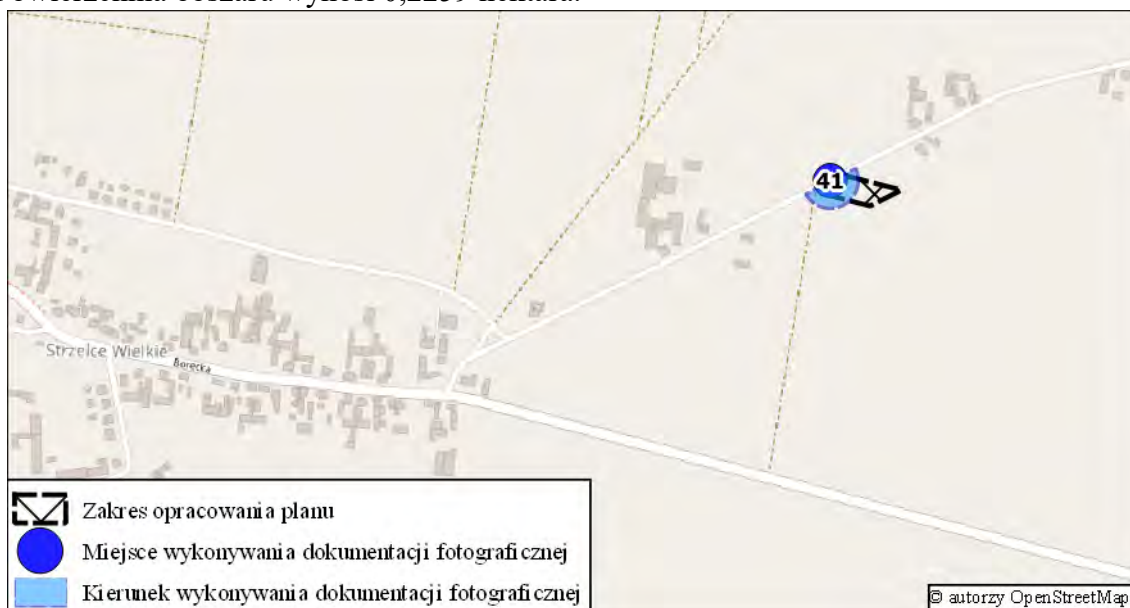 41
Strzelce Wielkie
Borecka
Zakres opracowania planu
Miejsce wykonywania dokumentacji fotograficznej
Kierunek wykonywania dokumentacji fotograficznej
© autorzy OpenStreetMap